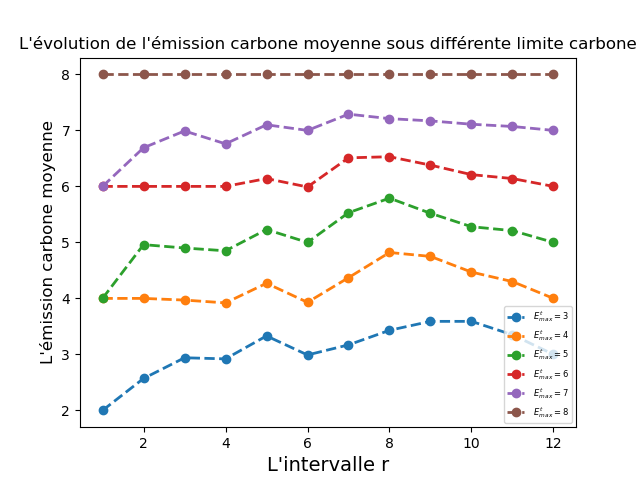 L'évolution de l'émission carbone moyenne sous différente limite carbone
L'émission carbone moyenne
8
7
6
5
4
3
2
2 4 6 8 10 12
L'intervalle r
E^t_max = 3
E^t_max = 4
E^t_max = 5
E^t_max = 6
E^t_max = 7
E^t_max = 8